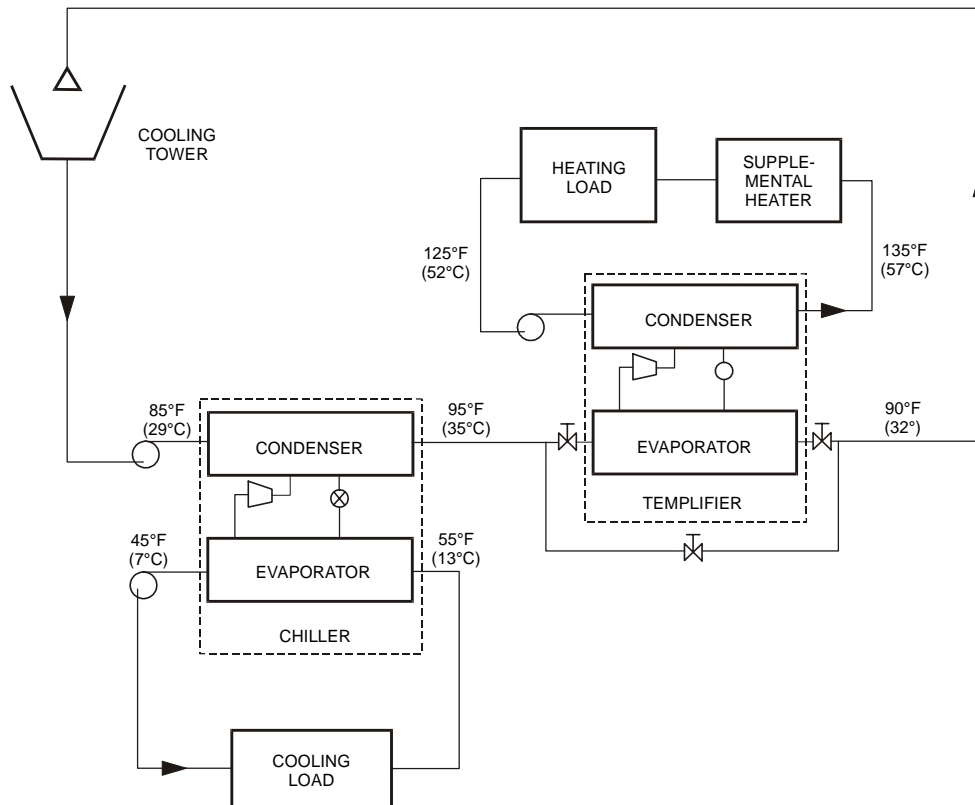 COOLING
TOWER
HEATING
LOAD
SUPPLE-
MENTAL
HEATER
125°F
(52°C)
135°F
(57°C)
CONDENSER
85°F
(29°C)
CONDENSER
95°F
(35°C)
EVAPORATOR
90°F
(32°)
TEMPLIFIER
45°F
(7°C)
EVAPORATOR
55°F
(13°C)
CHILLER
COOLING
LOAD